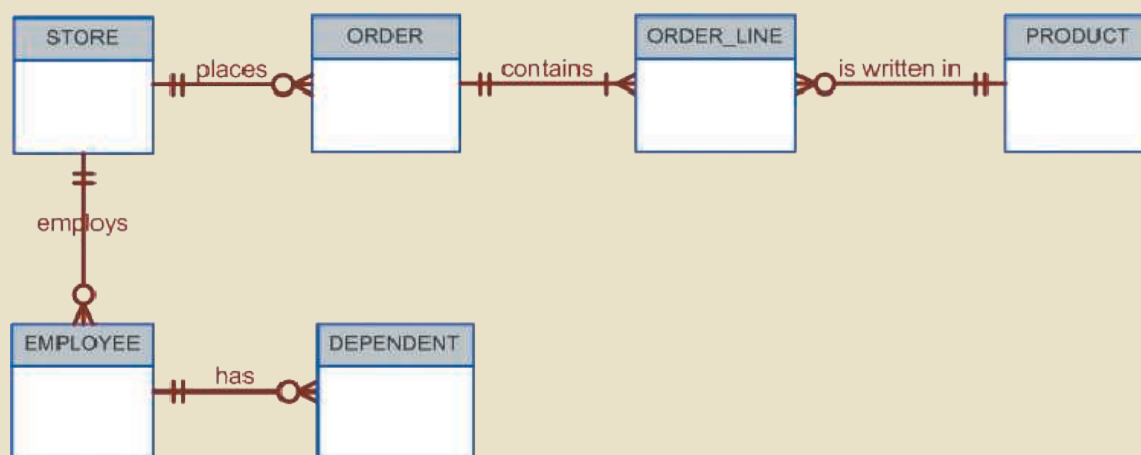 STORE
places
ORDER
contains
ORDER_LINE
is written in
PRODUCT
employs
EMPLOYEE
has
DEPENDENT